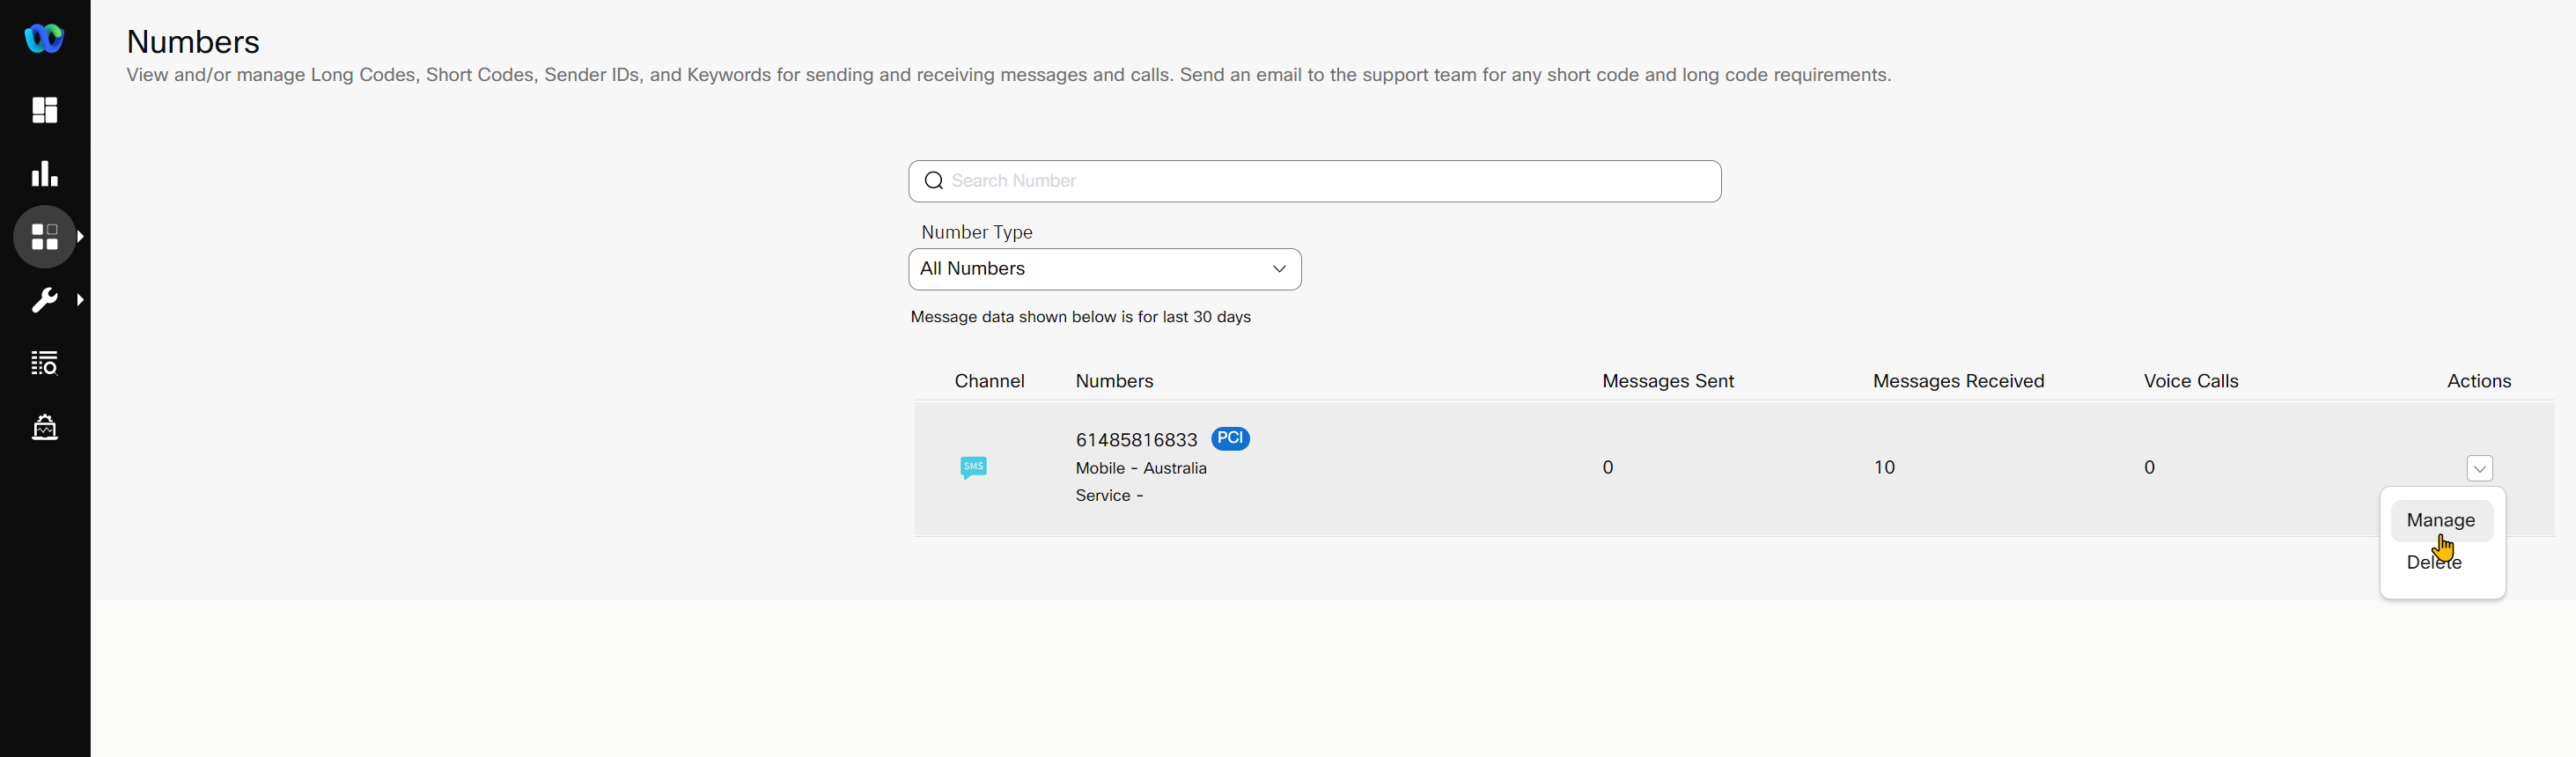 Numbers
View and/or manage Long Codes, Short Codes, Sender IDs, and Keywords for sending and receiving messages and calls. Send an email to the support team for any short code and long code requirements.
Search Number
Number Type
All Numbers
Message data shown below is for last 30 days
Channel Numbers Messages Sent Messages Received Voice Calls Actions
61485816833 PCI
SMS Mobile - Australia 0 10 0
Service -
Manage
Delete